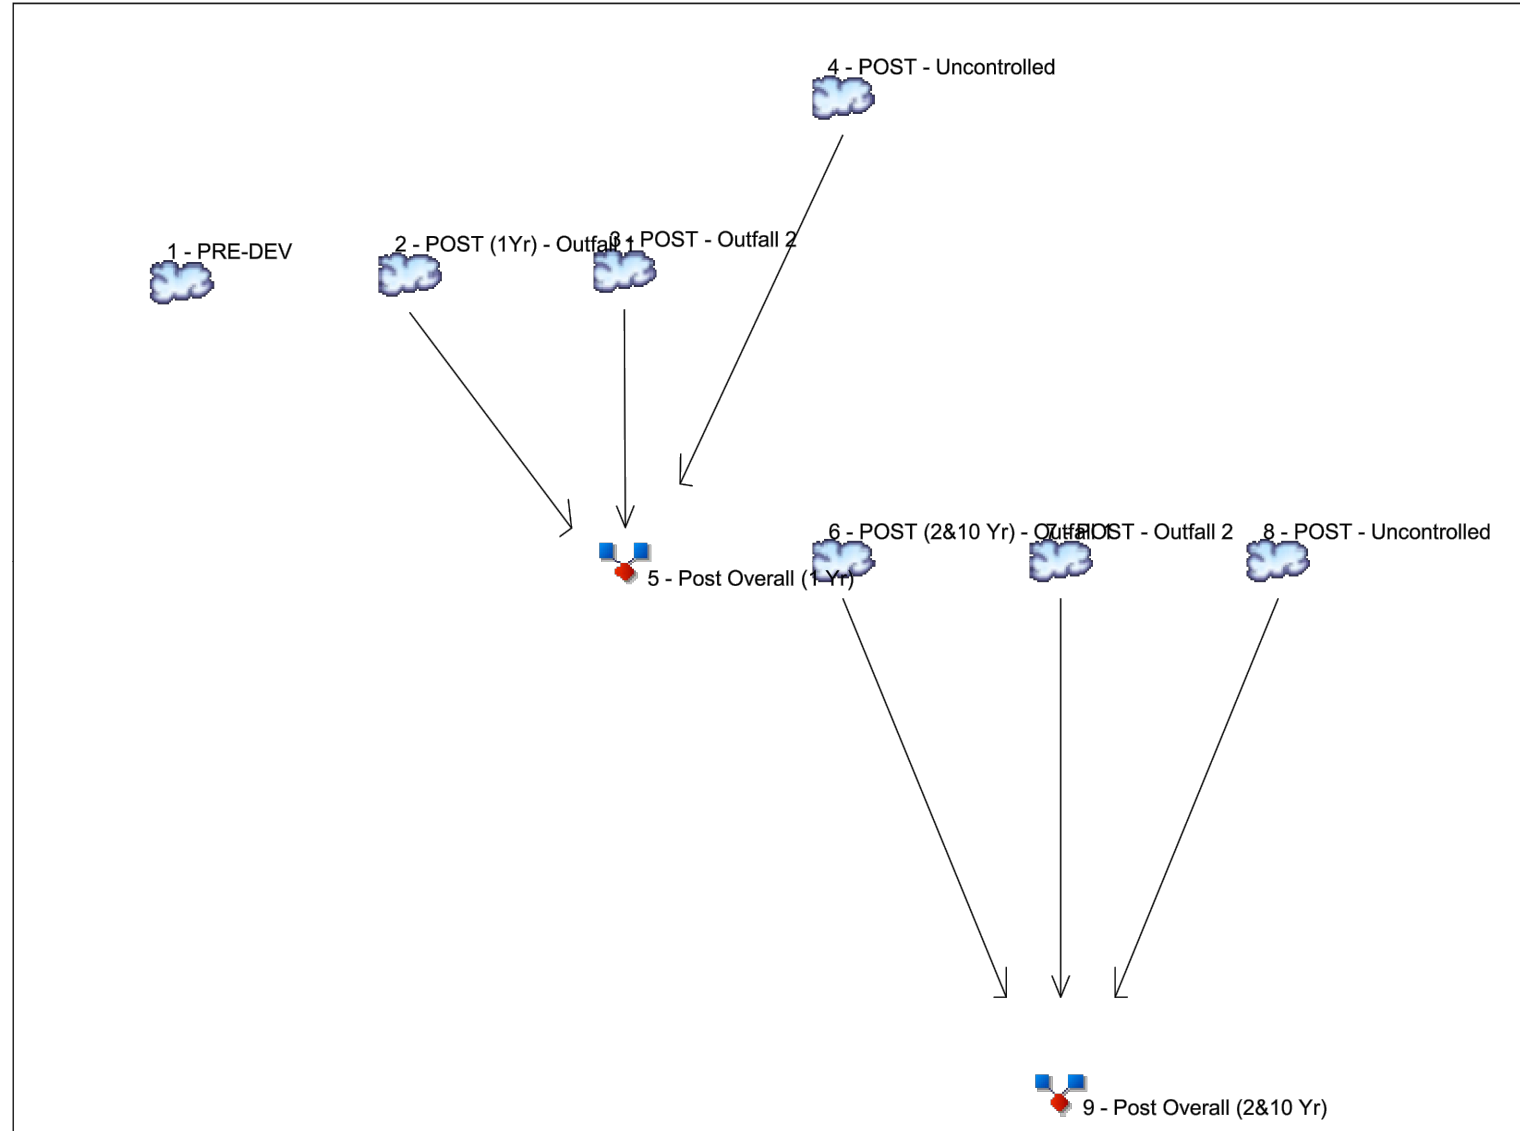 4 - POST - Uncontrolled
1 - PRE-DEV
2 - POST (1Yr) - Outfall 1
3 - POST - Outfall 2
5 - Post Overall (1 Yr)
6 - POST (2&10 Yr) - Outfall 1
7 - POST - Outfall 2
8 - POST - Uncontrolled
9 - Post Overall (2&10 Yr)